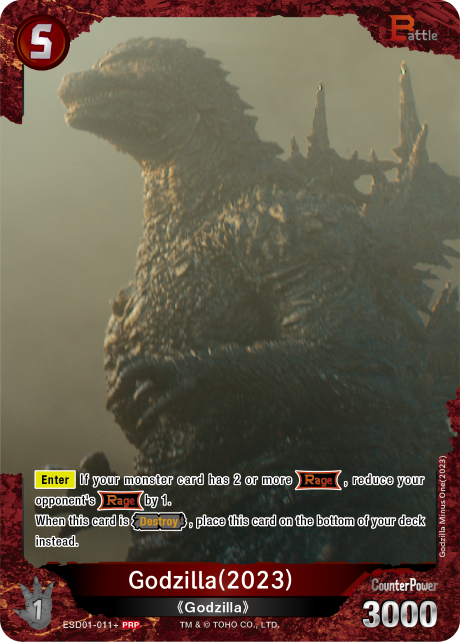 5
Battle
Enter If your monster card has 2 or more Rage, reduce your
opponent's Rage by 1.
When this card is Destroy, place this card on the bottom of your deck
instead.
Godzilla Minus One(2023)
Godzilla(2023)
CounterPower
1
《Godzilla》
3000
ESD01-011+ PRP
TM & © TOHO CO., LTD.